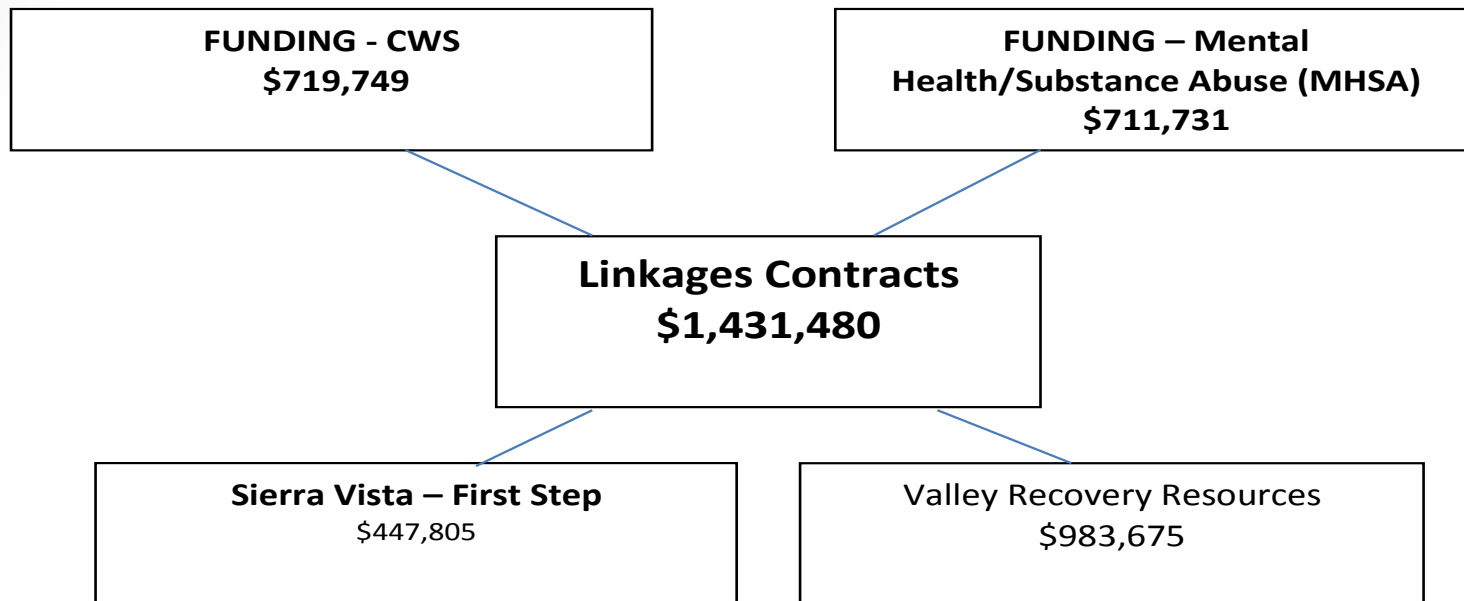 FUNDING - CWS
$719,749
FUNDING – Mental
Health/Substance Abuse (MHSA)
$711,731
Linkages Contracts
$1,431,480
Sierra Vista – First Step
$447,805
Valley Recovery Resources
$983,675